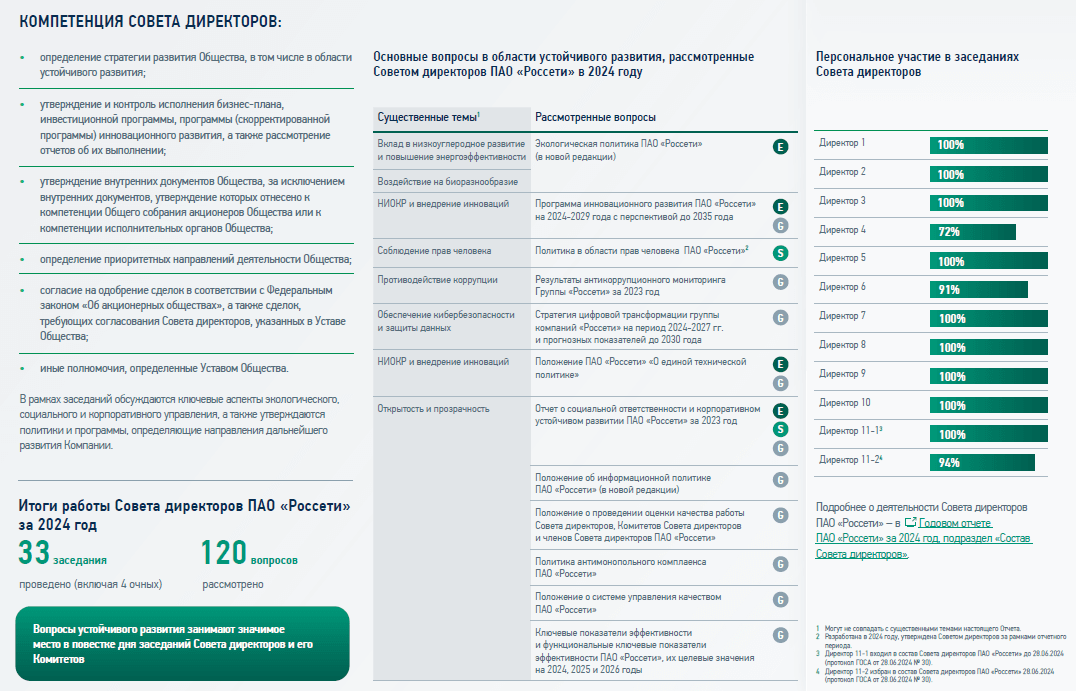 КОМПЕТЕНЦИЯ СОВЕТА ДИРЕКТОРОВ:
• определение стратегии развития Общества, в том числе в области
устойчивого развития;
• утверждение и контроль исполнения бизнес-плана,
инвестиционной программы, программы (скорректированной
программы) инновационного развития, а также рассмотрение
отчетов об их выполнении;
• утверждение внутренних документов Общества, за исключением
внутренних документов, утверждение которых отнесено к
компетенции Общего собрания акционеров Общества или к
компетенции исполнительных органов Общества;
• определение приоритетных направлений деятельности Общества;
• согласие на одобрение сделок в соответствии с Федеральным
законом «Об акционерных обществах», а также сделок,
требующих согласования Совета директоров, указанных в Уставе
Общества;
• иные полномочия, определенные Уставом Общества.
В рамках заседаний обсуждаются ключевые аспекты экологического,
социального и корпоративного управления, а также утверждаются
политики и программы, определяющие направления дальнейшего
развития Компании.
Итоги работы Совета директоров ПАО «Россети»
за 2024 год
33 заседания
проведено (включая 4 очных)
120 вопросов
рассмотрено
Вопросы устойчивого развития занимают значимое
место в повестке дня заседаний Совета директоров и его
Комитетов
Основные вопросы в области устойчивого развития, рассмотренные
Советом директоров ПАО «Россети» в 2024 году
Существенные темы¹ Рассмотренные вопросы
Вклад в низкоуглеродное развитие
и повышение энергоэффективности
Воздействие на биоразнообразие
Экологическая политика ПАО «Россети»
(в новой редакции)
E
НИОКР и внедрение инноваций
Программа инновационного развития ПАО «Россети»
на 2024-2029 года с перспективой до 2035 года
E
G
Соблюдение прав человека
Политика в области прав человека ПАО «Россети»²
S
Противодействие коррупции
Результаты антикоррупционного мониторинга
Группы «Россети» за 2023 год
G
Обеспечение кибербезопасности
и защиты данных
Стратегия цифровой трансформации группы
компаний «Россети» на период 2024-2027 гг.
и прогнозных показателей до 2030 года
G
НИОКР и внедрение инноваций
Положение ПАО «Россети» «О единой технической
политике»
E
G
Открытость и прозрачность
Отчет о социальной ответственности и корпоративном
устойчивом развитии ПАО «Россети» за 2023 год
E
S
G
Положение об информационной политике
ПАО «Россети» (в новой редакции)
G
Положение о проведении оценки качества работы
Совета директоров, Комитетов Совета директоров
и членов Совета директоров ПАО «Россети»
G
Политика антимонопольного комплаенса
ПАО «Россети»
G
Положение о системе управления качеством
ПАО «Россети»
G
Ключевые показатели эффективности
и функциональные ключевые показатели
эффективности ПАО «Россети», их целевые значения
на 2024, 2025 и 2026 годы
G
Персональное участие в заседаниях
Совета директоров
Директор 1 100%
Директор 2 100%
Директор 3 100%
Директор 4 72%
Директор 5 100%
Директор 6 91%
Директор 7 100%
Директор 8 100%
Директор 9 100%
Директор 10 100%
Директор 11-1³ 100%
Директор 11-2⁴ 94%
Подробнее о деятельности Совета директоров
ПАО «Россети» – в Годовом отчете
ПАО «Россети» за 2024 год, подраздел «Состав
Совета директоров».
1 Могут не совпадать с существенными темами настоящего Отчета.
2 Разработана в 2024 году, утверждена Советом директоров за рамками отчетного
периода.
3 Директор 11-1 входил в состав Совета директоров ПАО «Россети» до 28.06.2024
(протокол ГОСА от 28.06.2024 № 30).
4 Директор 11-2 избран в состав Совета директоров ПАО «Россети» 28.06.2024
(протокол ГОСА от 28.06.2024 № 30).